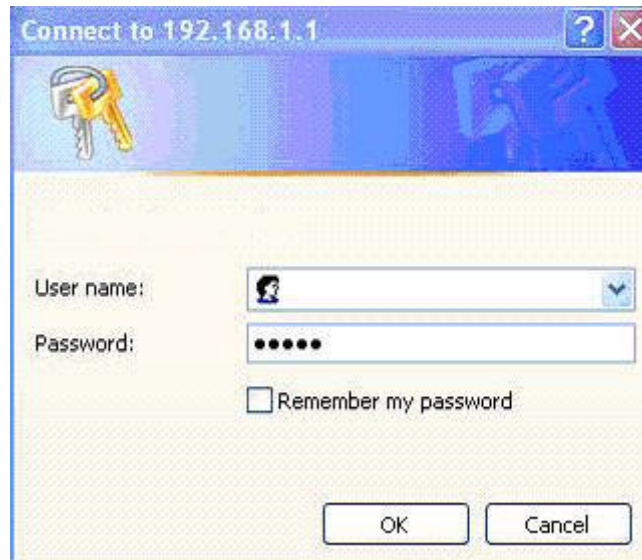 Connect to 192.168.1.1
?
User name:
Password:
•••••
Remember my password
OK
Cancel